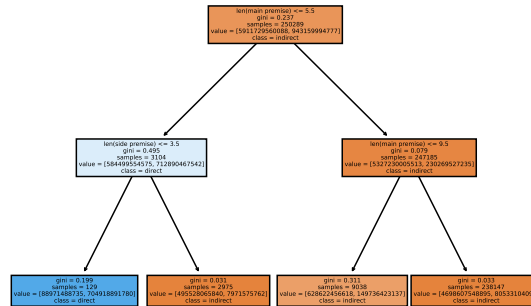 len(main premise) <= 5.5
gini = 0.237
samples = 250289
value = [5911729560088, 943159994777]
class = indirect
len(side premise) <= 3.5
gini = 0.495
samples = 3104
value = [584499554575, 712890467542]
class = direct
len(main premise) <= 9.5
gini = 0.079
samples = 247185
value = [5327230005513, 230269527235]
class = indirect
gini = 0.199
samples = 129
value = [88971488735, 704918891780]
class = direct
gini = 0.031
samples = 2975
value = [495528065840, 7971575762]
class = indirect
gini = 0.311
samples = 9038
value = [628622456618, 149736423137]
class = indirect
gini = 0.033
samples = 238147
value = [4698607548895, 80533104098]
class = indirect